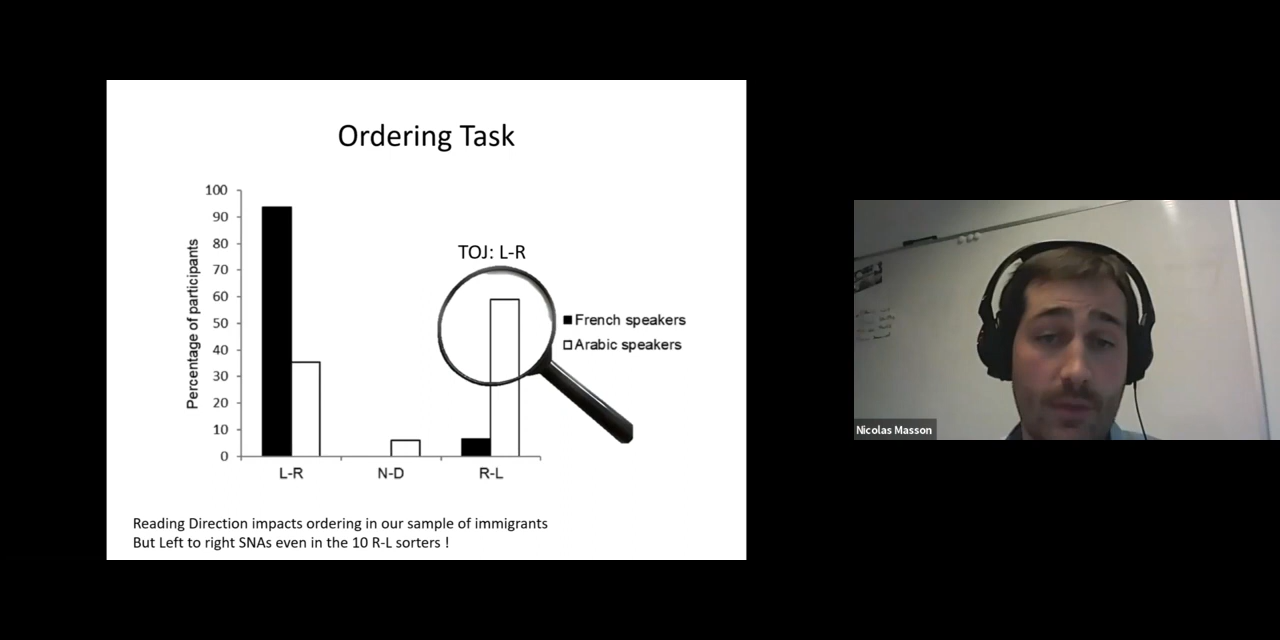 Ordering Task
100
90
80
70
60
50
40
30
20
10
0
Percentage of participants
TOJ: L-R
French speakers
Arabic speakers
L-R
N-D
R-L
Reading Direction impacts ordering in our sample of immigrants
But Left to right SNAs even in the 10 R-L sorters !
Nicolas Masson